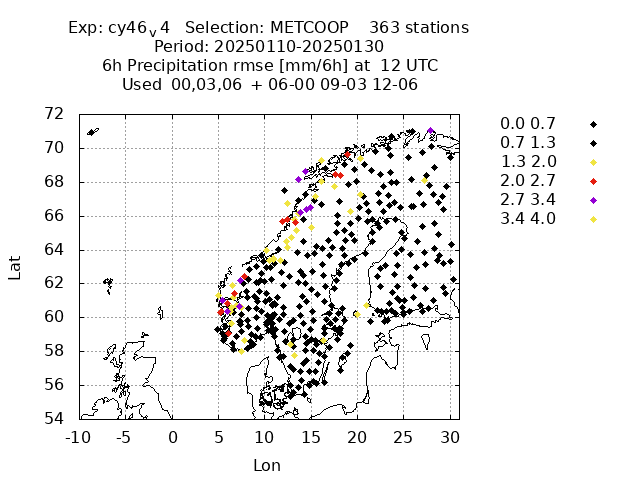 Exp: cy46v4 Selection: METCOOP 363 stations
Period: 20250110-20250130
6h Precipitation rmse [mm/6h] at 12 UTC
Used 00,03,06 + 06-00 09-03 12-06
72
70
68
66
64
62
60
58
56
54
Lat
-10 -5 0 5 10 15 20 25 30
Lon
0.0 0.7
0.7 1.3
1.3 2.0
2.0 2.7
2.7 3.4
3.4 4.0